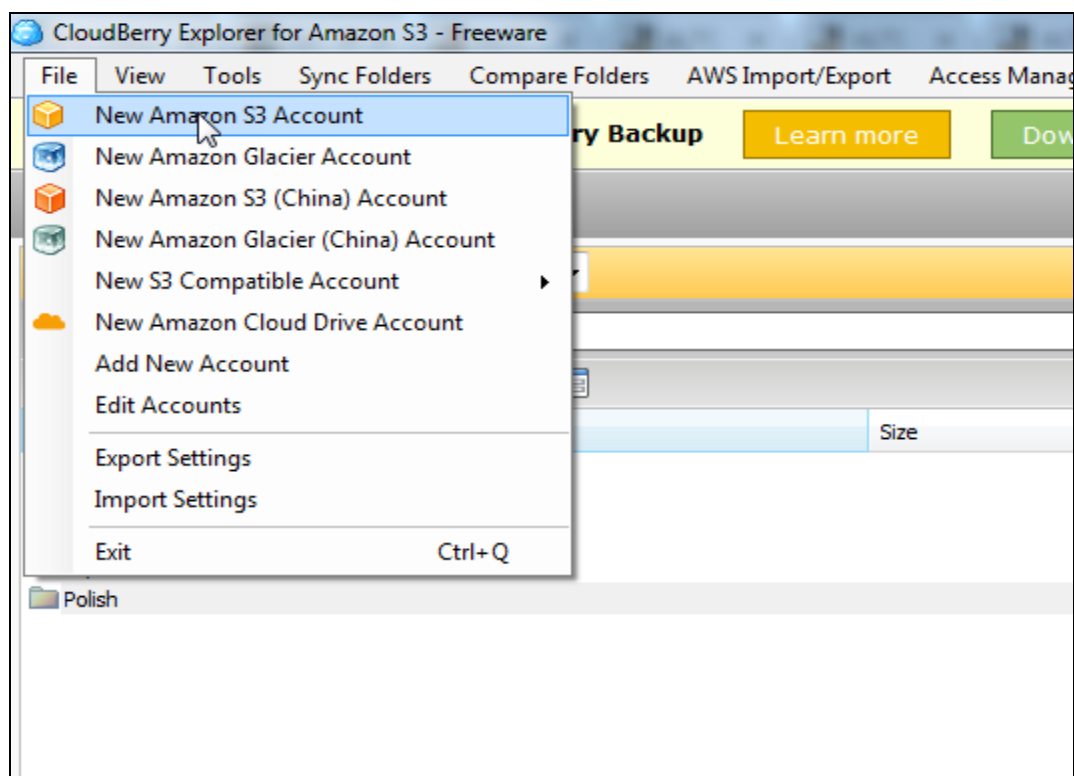 CloudBerry Explorer for Amazon S3 - Freeware
File View Tools Sync Folders Compare Folders AWS Import/Export Access Manag
ry Backup Learn more Dow
New Amazon S3 Account
New Amazon Glacier Account
New Amazon S3 (China) Account
New Amazon Glacier (China) Account
New S3 Compatible Account
New Amazon Cloud Drive Account
Add New Account
Edit Accounts
Size
Export Settings
Import Settings
Exit Ctrl+Q
Polish